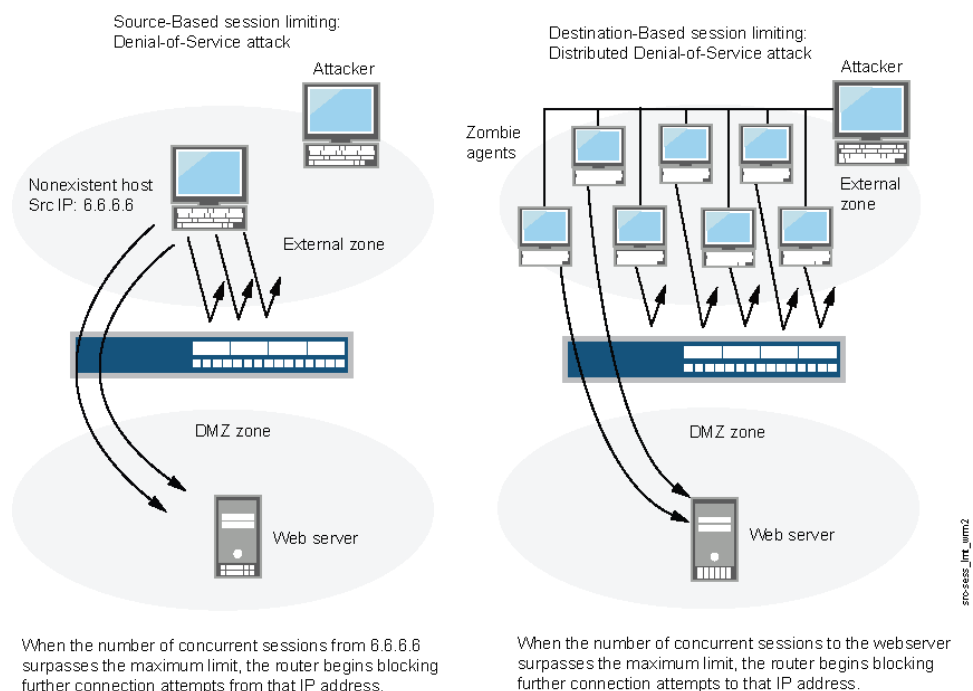 Source-Based session limiting:
Denial-of-Service attack
Attacker
Nonexistent host
Src IP: 6.6.6.6
External zone
DMZ zone
Web server
When the number of concurrent sessions from 6.6.6.6
surpasses the maximum limit, the router begins blocking
further connection attempts from that IP address.
Destination-Based session limiting:
Distributed Denial-of-Service attack
Attacker
Zombie
agents
External
zone
DMZ zone
Web server
When the number of concurrent sessions to the webserver
surpasses the maximum limit, the router begins blocking
further connection attempts to that IP address.
src-sess_lmt_wrm2